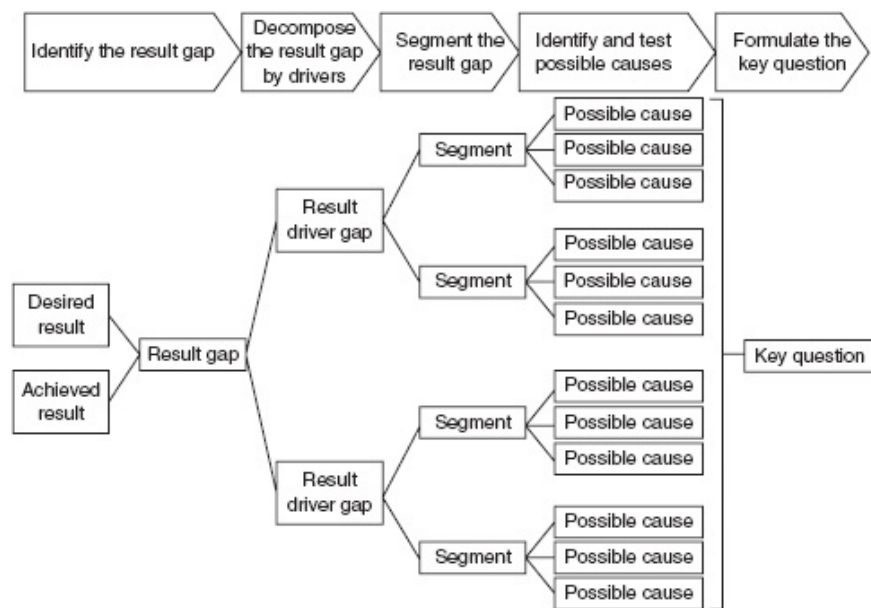 Identify the result gap
Decompose
the result gap
by drivers
Segment the
result gap
Identify and test
possible causes
Formulate the
key question
Desired
result
Achieved
result
Result gap
Result
driver gap
Result
driver gap
Segment
Segment
Segment
Segment
Possible cause
Possible cause
Possible cause
Possible cause
Possible cause
Possible cause
Possible cause
Possible cause
Possible cause
Possible cause
Possible cause
Possible cause
Key question